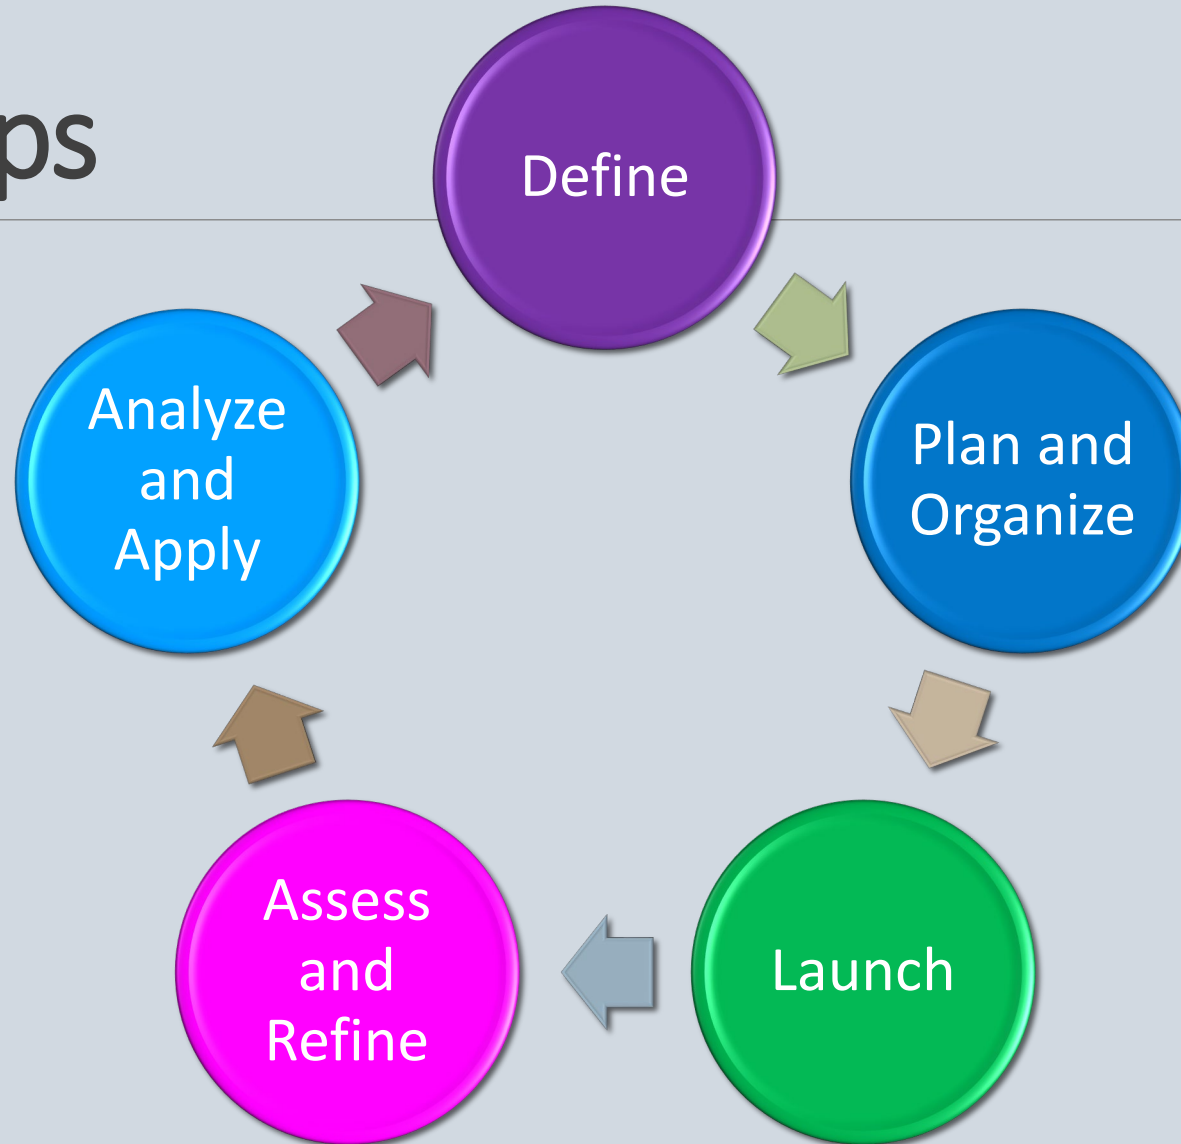 ps
Define
Plan and
Organize
Launch
Assess
and
Refine
Analyze
and
Apply